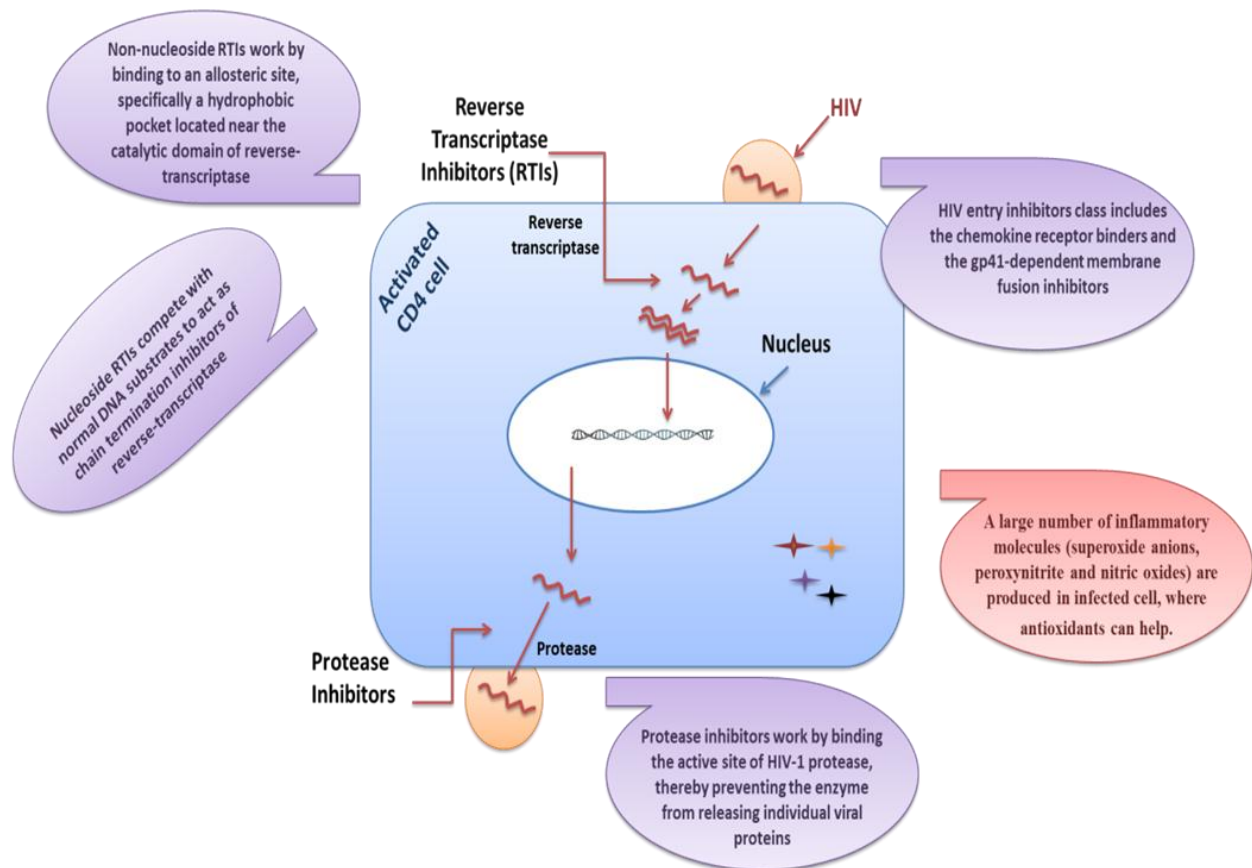 Non-nucleoside RTIs work by
binding to an allosteric site,
specifically a hydrophobic
pocket located near the
catalytic domain of reverse-
transcriptase
Reverse
Transcriptase
Inhibitors (RTIs)
HIV
HIV entry inhibitors class includes
the chemokine receptor binders and
the gp41-dependent membrane
fusion inhibitors
Reverse
transcriptase
Activated
CD4 cell
Nucleoside RTIs compete with
normal DNA substrates to act as
chain termination inhibitors of
reverse-transcriptase
Nucleus
A large number of inflammatory
molecules (superoxide anions,
peroxynitrite and nitric oxides) are
produced in infected cell, where
antioxidants can help.
Protease
Inhibitors
Protease
Protease inhibitors work by binding
the active site of HIV-1 protease,
thereby preventing the enzyme
from releasing individual viral
proteins